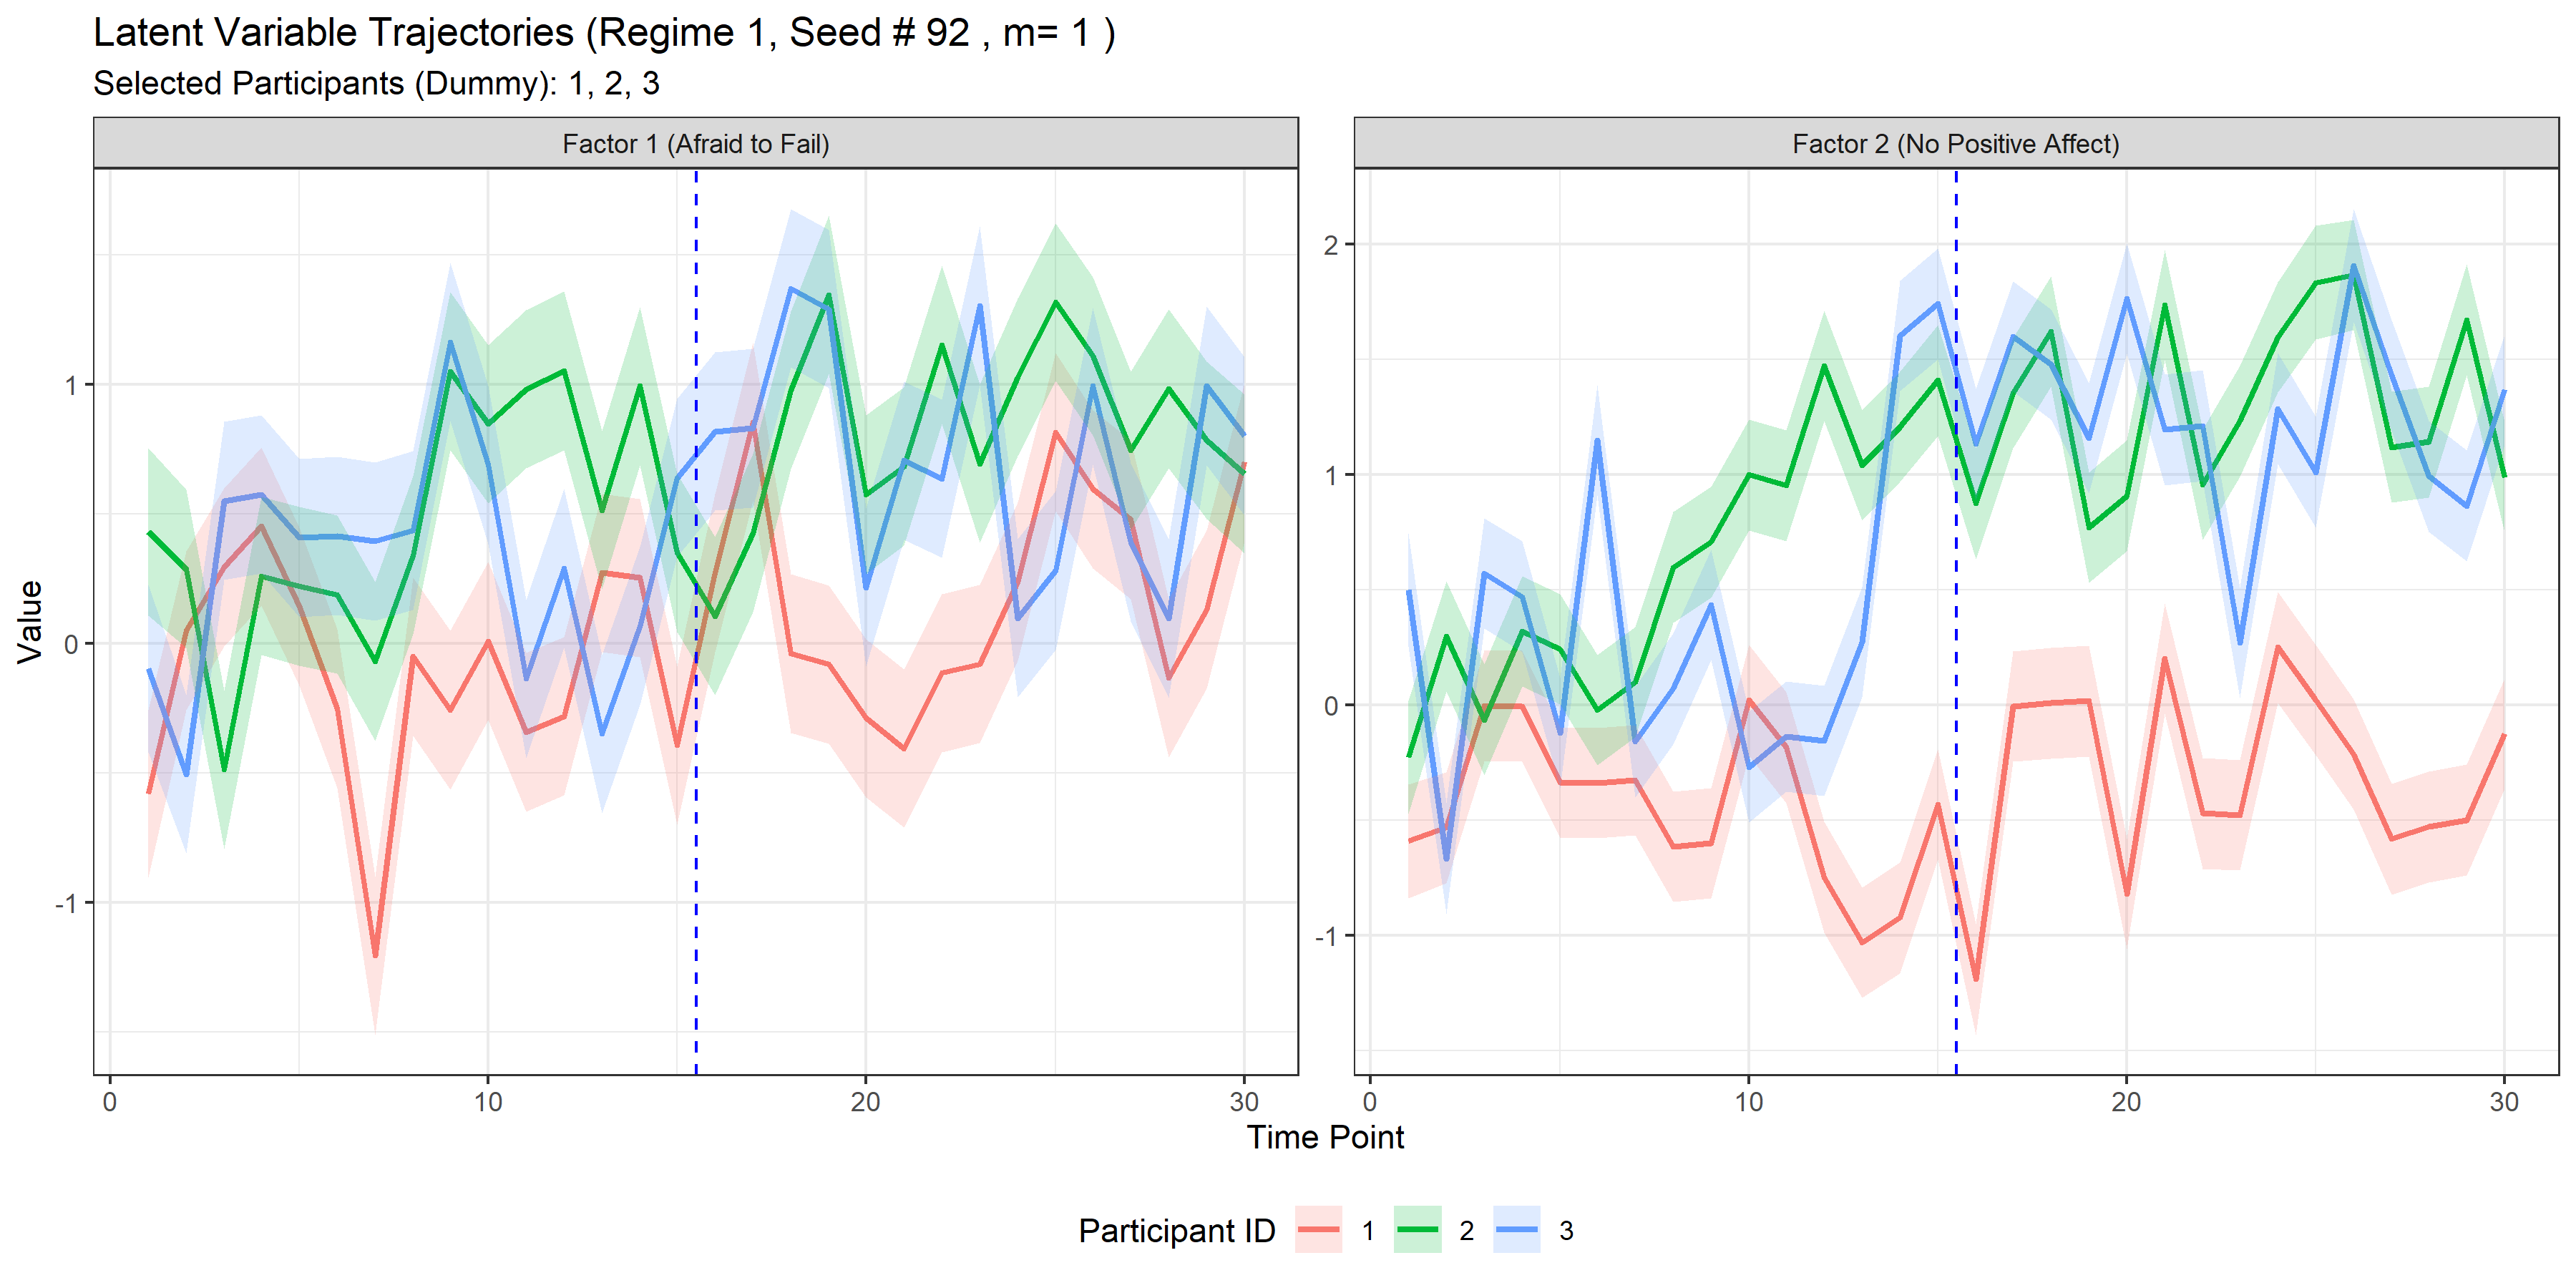 Latent Variable Trajectories (Regime 1, Seed # 92 , m= 1 )
Selected Participants (Dummy): 1, 2, 3
Factor 1 (Afraid to Fail)
Factor 2 (No Positive Affect)
Value
1
0
-1
2
1
0
-1
0 10 20 30
0 10 20 30
Time Point
Participant ID 1 2 3